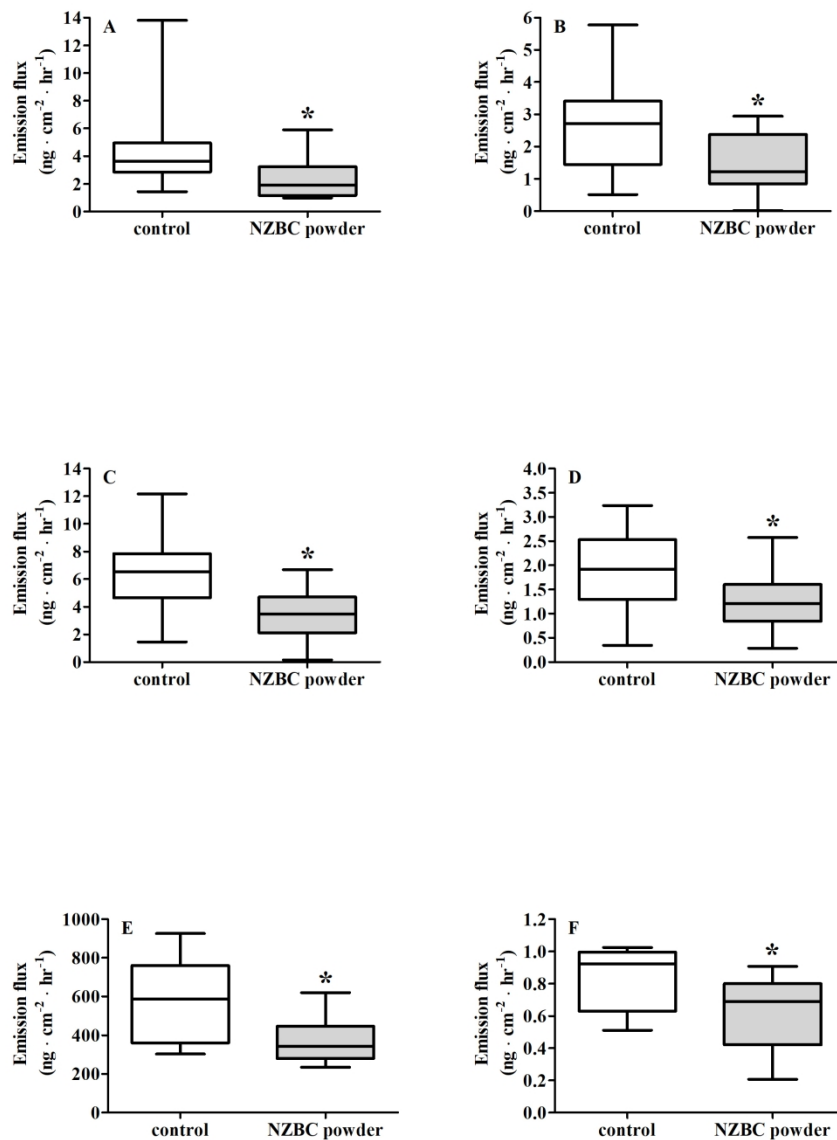 A
Emission flux
(ng · cm⁻² · hr⁻¹)
14
12
10
8
6
4
2
0
*
control
NZBC powder
B
Emission flux
(ng · cm⁻² · hr⁻¹)
6
5
4
3
2
1
0
*
control
NZBC powder
C
Emission flux
(ng · cm⁻² · hr⁻¹)
14
12
10
8
6
4
2
0
*
control
NZBC powder
D
Emission flux
(ng · cm⁻² · hr⁻¹)
4.0
3.5
3.0
2.5
2.0
1.5
1.0
0.5
0.0
*
control
NZBC powder
E
Emission flux
(ng · cm⁻² · hr⁻¹)
1000
800
600
400
200
0
*
control
NZBC powder
F
Emission flux
(ng · cm⁻² · hr⁻¹)
1.2
1.0
0.8
0.6
0.4
0.2
0.0
*
control
NZBC powder